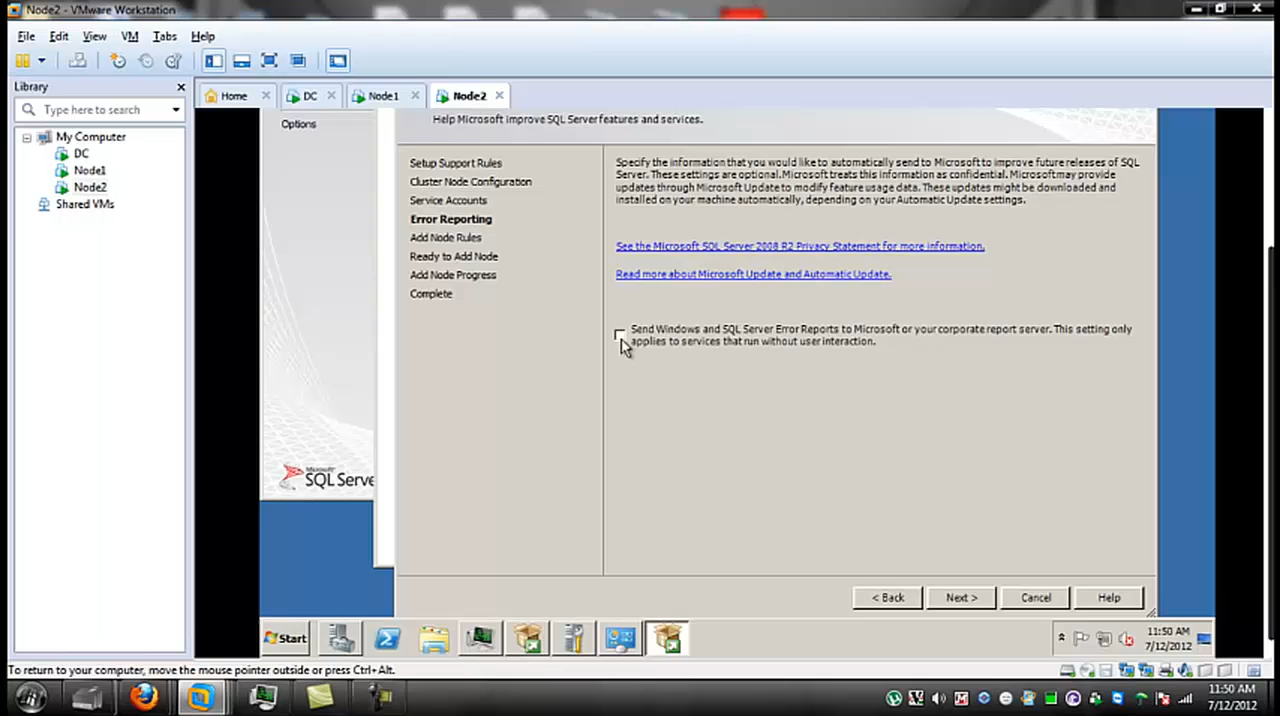 Node2 - VMware Workstation
File Edit View VM Tabs Help
Library
Type here to search
My Computer
DC
Node1
Node2
Shared VMs
Home
DC
Node1
Node2
Options
Help Microsoft improve SQL Server features and services.
Setup Support Rules
Cluster Node Configuration
Service Accounts
Error Reporting
Add Node Rules
Ready to Add Node
Add Node Progress
Complete
Specify the information that you would like to automatically send to Microsoft to improve future releases of SQL
Server. These settings are optional. Microsoft treats this information as confidential. Microsoft may provide
updates through Microsoft Update to modify feature usage data. These updates might be downloaded and
installed on your machine automatically, depending on your Automatic Update settings.
See the Microsoft SQL Server 2008 R2 Privacy Statement for more information.
Read more about Microsoft Update and Automatic Update.
Send Windows and SQL Server Error Reports to Microsoft or your corporate report server. This setting only
applies to services that run without user interaction.
Microsoft
SQL Serve
< Back
Next >
Cancel
Help
Start
11:50 AM
7/12/2012
To return to your computer, move the mouse pointer outside or press Ctrl+Alt.
11:50 AM
7/12/2012